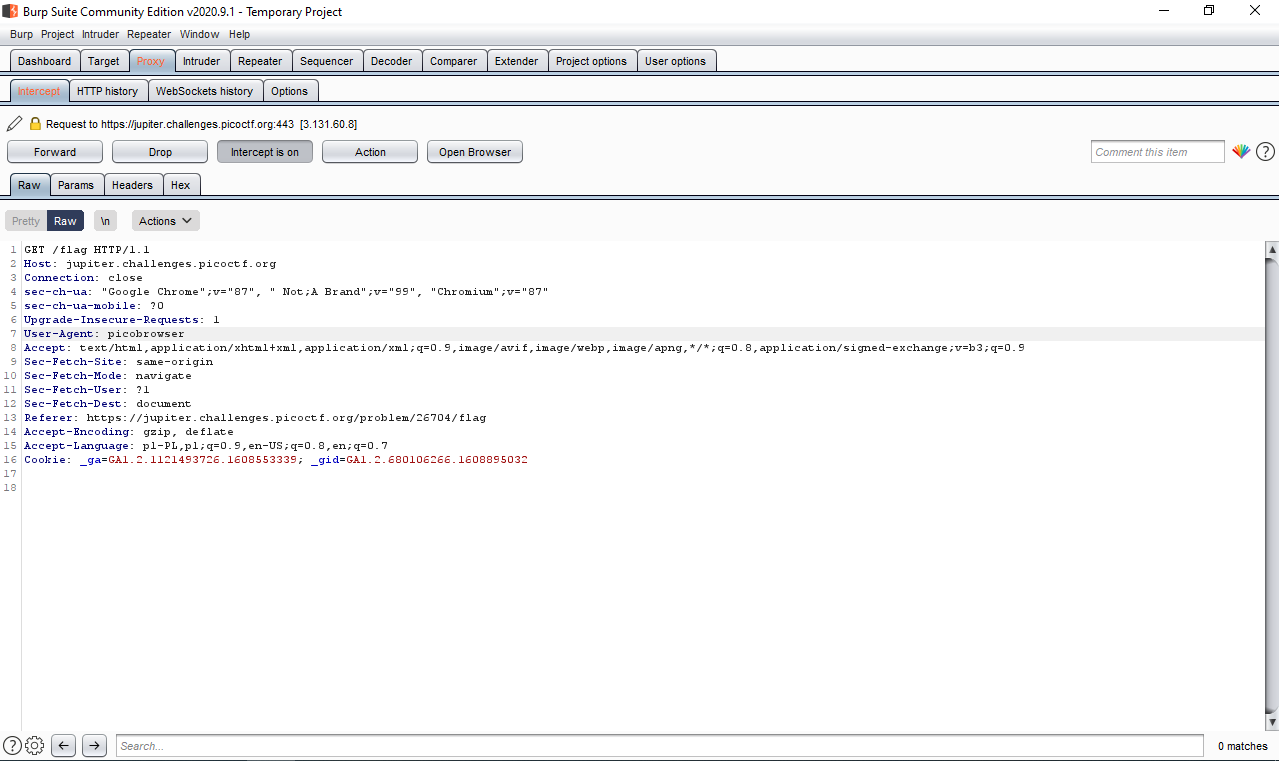 Burp Suite Community Edition v2020.9.1 - Temporary Project
Burp Project Intruder Repeater Window Help
Dashboard Target Proxy Intruder Repeater Sequencer Decoder Comparer Extender Project options User options
Intercept HTTP history WebSockets history Options
Request to https://jupiter.challenges.picoctf.org:443 [3.131.60.8]
Forward Drop Intercept is on Action Open Browser Comment this item ?
Raw Params Headers Hex
Pretty Raw \n Actions
1 GET /flag HTTP/1.1
2 Host: jupiter.challenges.picoctf.org
3 Connection: close
4 sec-ch-ua: "Google Chrome";v="87", " Not;A Brand";v="99", "Chromium";v="87"
5 sec-ch-ua-mobile: ?0
6 Upgrade-Insecure-Requests: 1
7 User-Agent: picobrowser
8 Accept: text/html,application/xhtml+xml,application/xml;q=0.9,image/avif,image/webp,image/apng,*/*;q=0.8,application/signed-exchange;v=b3;q=0.9
9 Sec-Fetch-Site: same-origin
10 Sec-Fetch-Mode: navigate
11 Sec-Fetch-User: ?1
12 Sec-Fetch-Dest: document
13 Referer: https://jupiter.challenges.picoctf.org/problem/26704/flag
14 Accept-Encoding: gzip, deflate
15 Accept-Language: pl-PL,pl;q=0.9,en-US;q=0.8,en;q=0.7
16 Cookie: _ga=GA1.2.1121493726.1608553339; _gid=GA1.2.680106266.1608895032
17
18
? Search... 0 matches